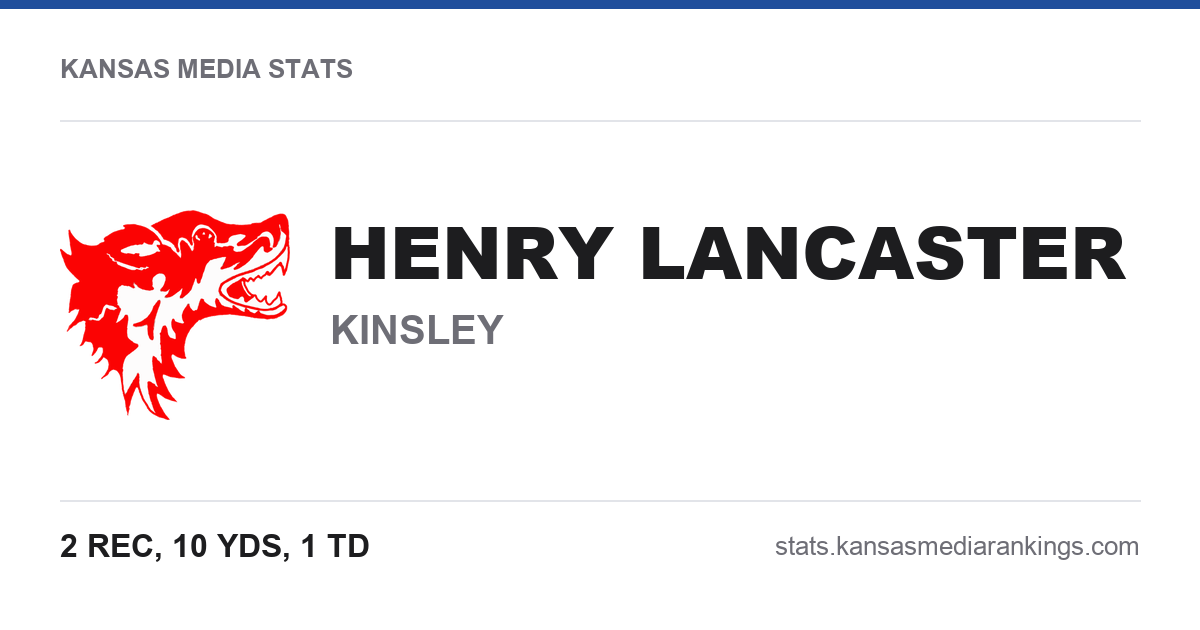 KANSAS MEDIA STATS
HENRY LANCASTER
KINSLEY
2 REC, 10 YDS, 1 TD
stats.kansasmediarankings.com